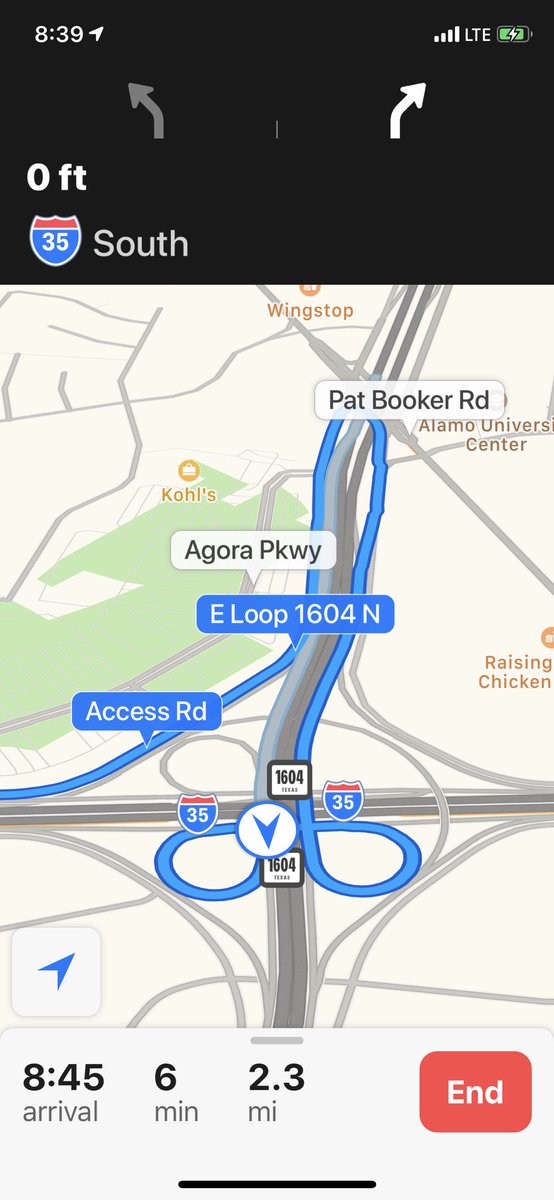 8:39
LTE
0 ft
35 South
Wingstop
Pat Booker Rd
Alamo Universi
Center
Kohl's
Agora Pkwy
E Loop 1604 N
Raising
Chicken
Access Rd
1604
TEXAS
35
35
1604
TEXAS
8:45 6 2.3
arrival min mi
End